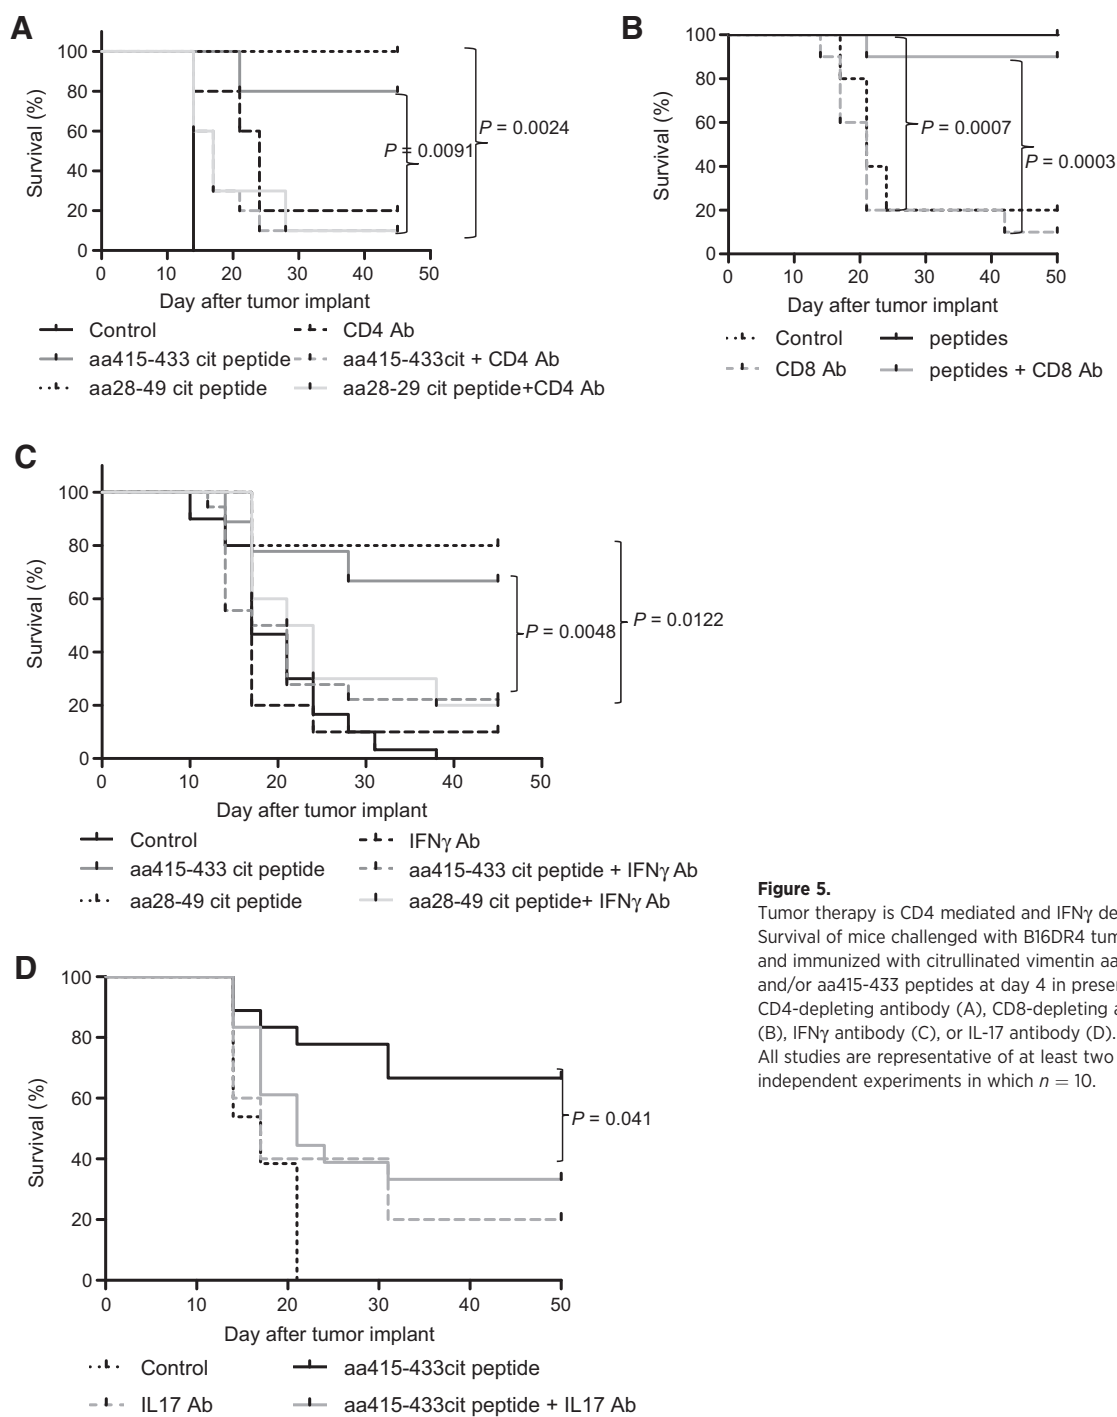 A
100
80
60
40
20
0
Survival (%)
P = 0.0024
P = 0.0091
0 10 20 30 40 50
Day after tumor implant
Control
CD4 Ab
aa415-433 cit peptide
aa415-433cit + CD4 Ab
aa28-49 cit peptide
aa28-29 cit peptide+CD4 Ab
B
100
80
60
40
20
0
Survival (%)
P = 0.0007
P = 0.0003
0 10 20 30 40 50
Day after tumor implant
Control
peptides
CD8 Ab
peptides + CD8 Ab
C
100
80
60
40
20
0
Survival (%)
P = 0.0048
P = 0.0122
0 10 20 30 40 50
Day after tumor implant
Control
IFNγ Ab
aa415-433 cit peptide
aa415-433 cit peptide + IFNγ Ab
aa28-49 cit peptide
aa28-49 cit peptide+ IFNγ Ab
Figure 5.
Tumor therapy is CD4 mediated and IFNγ de
Survival of mice challenged with B16DR4 tum
and immunized with citrullinated vimentin aa
and/or aa415-433 peptides at day 4 in prese
CD4-depleting antibody (A), CD8-depleting a
(B), IFNγ antibody (C), or IL-17 antibody (D).
All studies are representative of at least two
independent experiments in which n = 10.
D
100
80
60
40
20
0
Survival (%)
P = 0.041
0 10 20 30 40 50
Day after tumor implant
Control
aa415-433cit peptide
IL17 Ab
aa415-433cit peptide + IL17 Ab